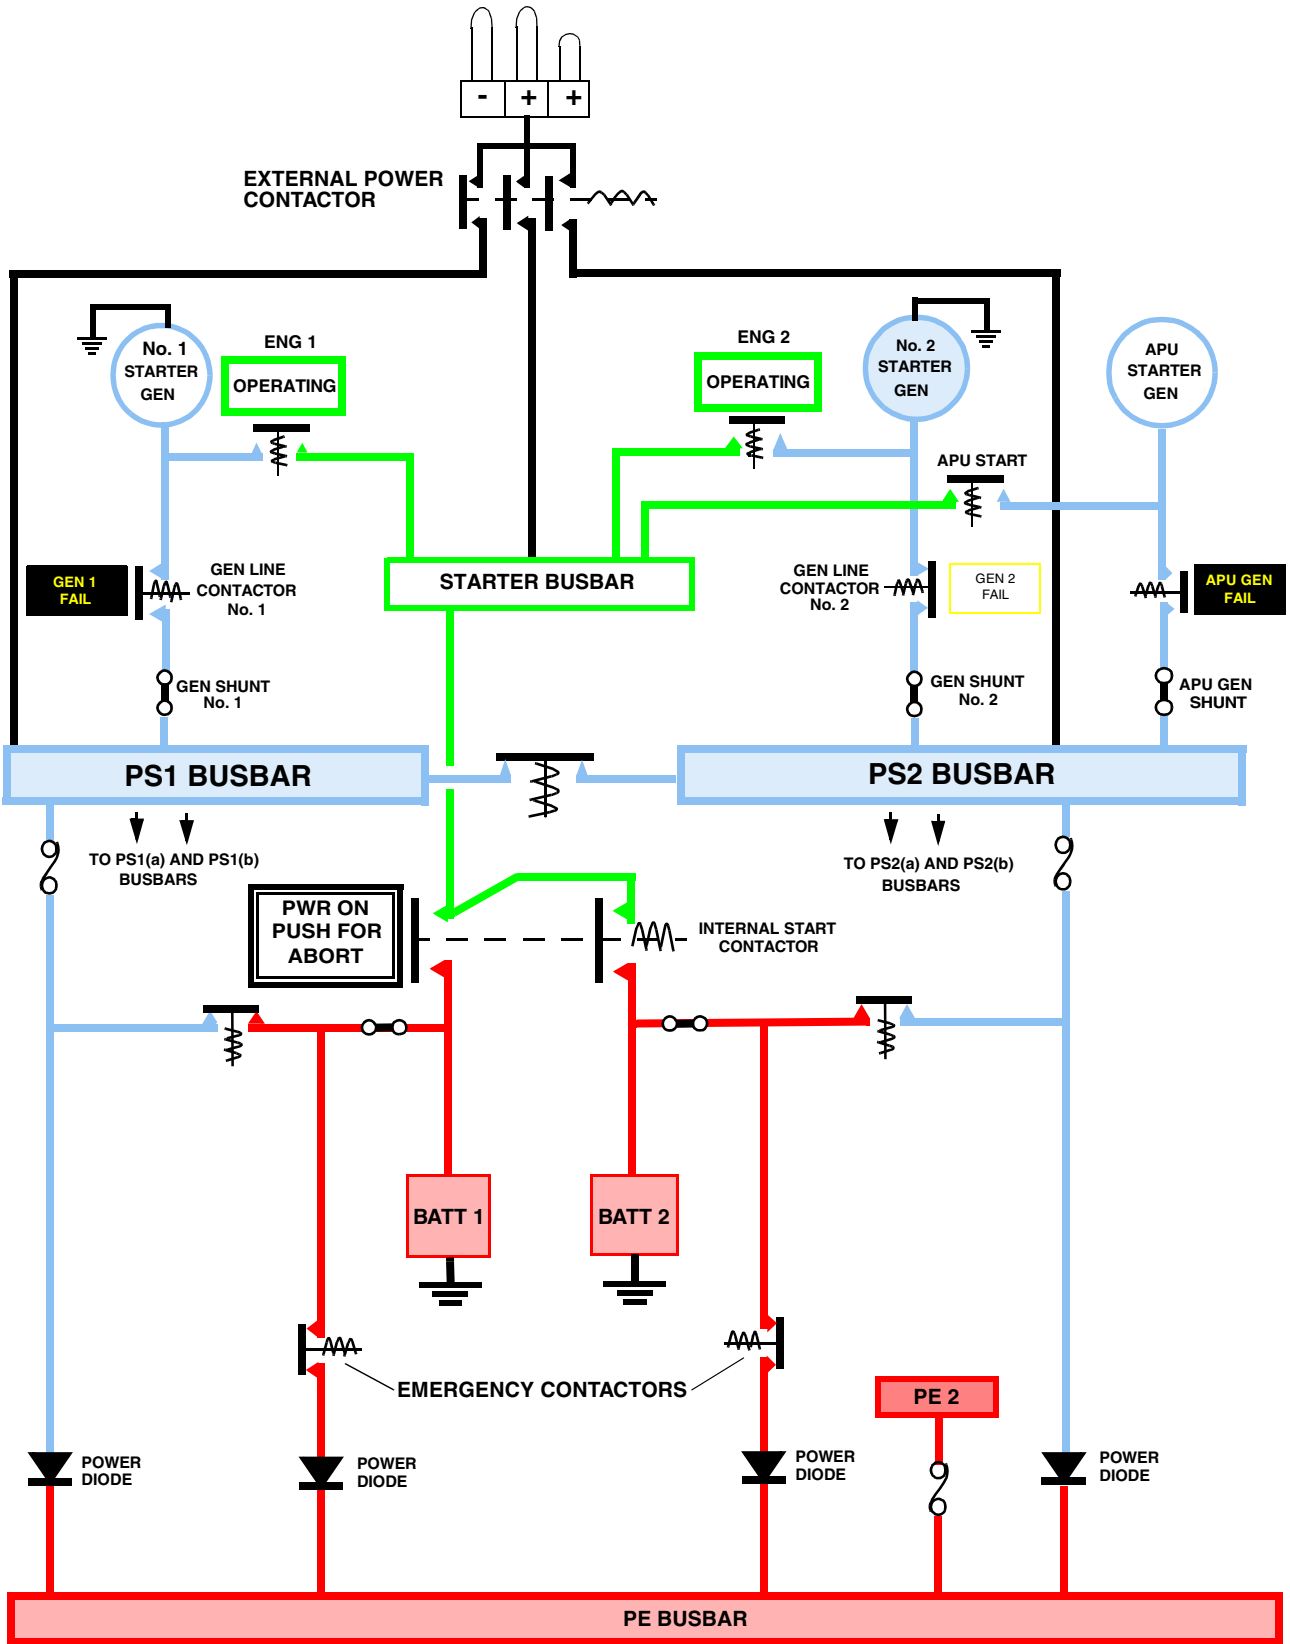 - + +
EXTERNAL POWER
CONTACTOR
No. 1
STARTER
GEN
ENG 1
OPERATING
ENG 2
OPERATING
No. 2
STARTER
GEN
APU
STARTER
GEN
APU START
GEN 1
FAIL
GEN LINE
CONTACTOR
No. 1
STARTER BUSBAR
GEN LINE
CONTACTOR
No. 2
GEN 2
FAIL
APU GEN
FAIL
GEN SHUNT
No. 1
GEN SHUNT
No. 2
APU GEN
SHUNT
PS1 BUSBAR
PS2 BUSBAR
TO PS1(a) AND PS1(b)
BUSBARS
TO PS2(a) AND PS2(b)
BUSBARS
PWR ON
PUSH FOR
ABORT
INTERNAL START
CONTACTOR
BATT 1
BATT 2
EMERGENCY CONTACTORS
PE 2
POWER
DIODE
POWER
DIODE
POWER
DIODE
POWER
DIODE
PE BUSBAR